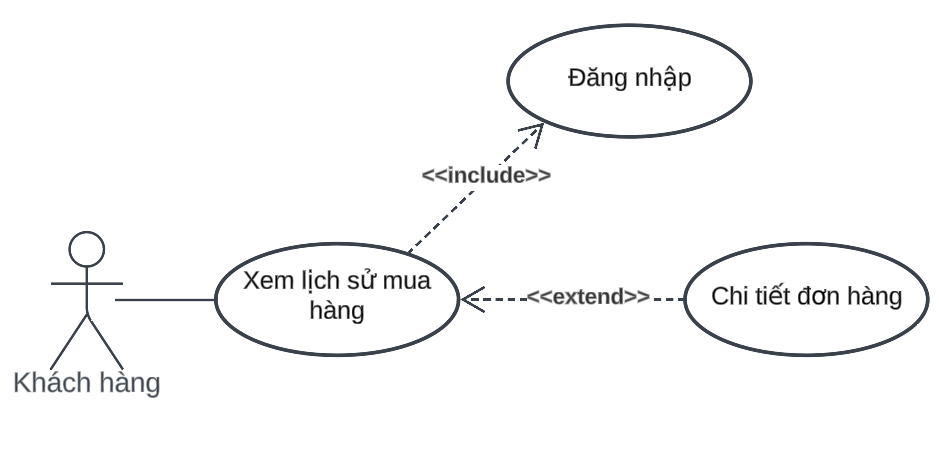 Đăng nhập
<<include>>
Xem lịch sử mua
hàng
<<extend>>
Chi tiết đơn hàng
Khách hàng